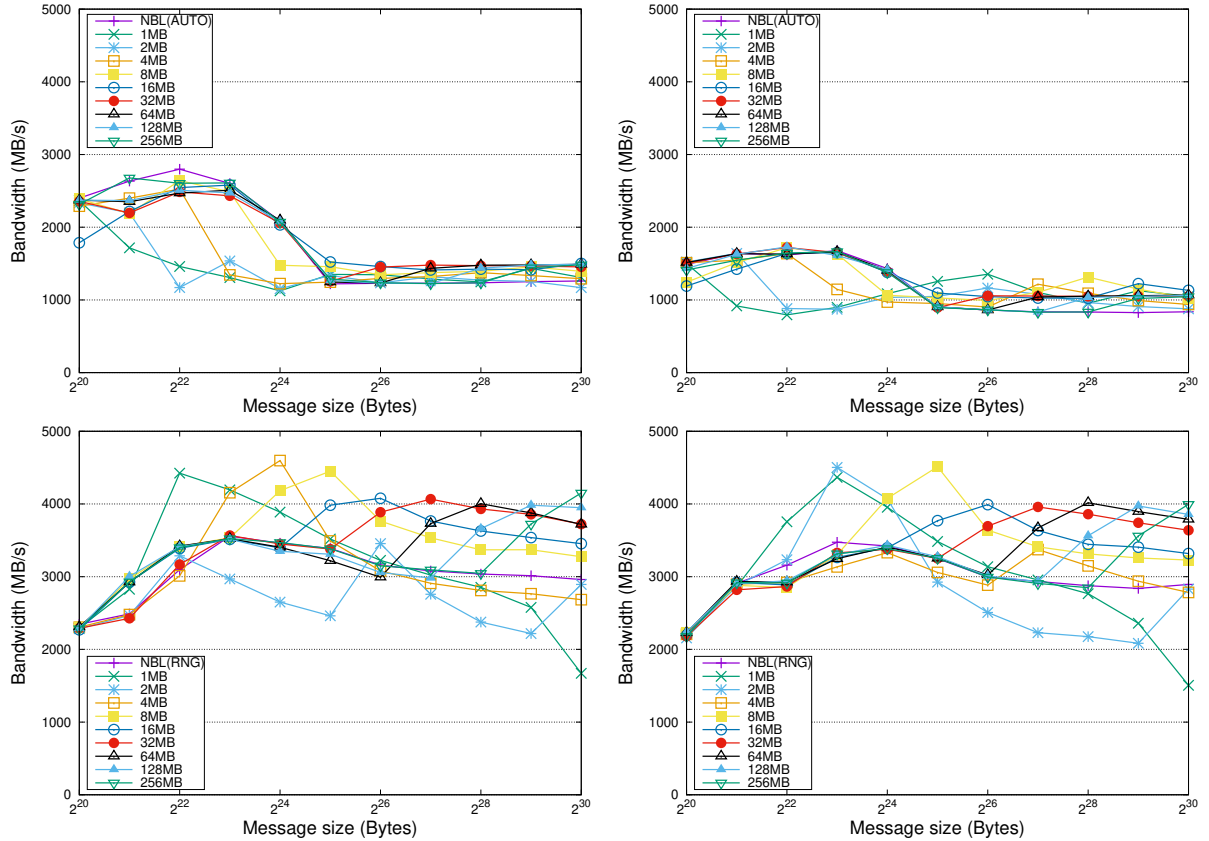 5000
4000
3000
2000
1000
0
Bandwidth (MB/s)
NBL(AUTO)
1MB
2MB
4MB
8MB
16MB
32MB
64MB
128MB
256MB
2^20 2^22 2^24 2^26 2^28 2^30
Message size (Bytes)
5000
4000
3000
2000
1000
0
Bandwidth (MB/s)
NBL(AUTO)
1MB
2MB
4MB
8MB
16MB
32MB
64MB
128MB
256MB
2^20 2^22 2^24 2^26 2^28 2^30
Message size (Bytes)
5000
4000
3000
2000
1000
0
Bandwidth (MB/s)
NBL(RNG)
1MB
2MB
4MB
8MB
16MB
32MB
64MB
128MB
256MB
2^20 2^22 2^24 2^26 2^28 2^30
Message size (Bytes)
5000
4000
3000
2000
1000
0
Bandwidth (MB/s)
NBL(RNG)
1MB
2MB
4MB
8MB
16MB
32MB
64MB
128MB
256MB
2^20 2^22 2^24 2^26 2^28 2^30
Message size (Bytes)